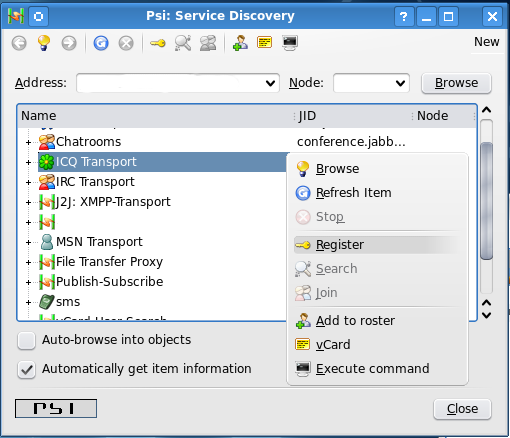 Psi: Service Discovery
New
Address:
Node:
Browse
Name JID Node
Chatrooms conference.jabb...
ICQ Transport
IRC Transport
J2J: XMPP-Transport
MSN Transport
File Transfer Proxy
Publish-Subscribe
sms
vCard User Search
Browse
Refresh Item
Stop
Register
Search
Join
Add to roster
vCard
Execute command
Auto-browse into objects
Automatically get item information
PSI
Close